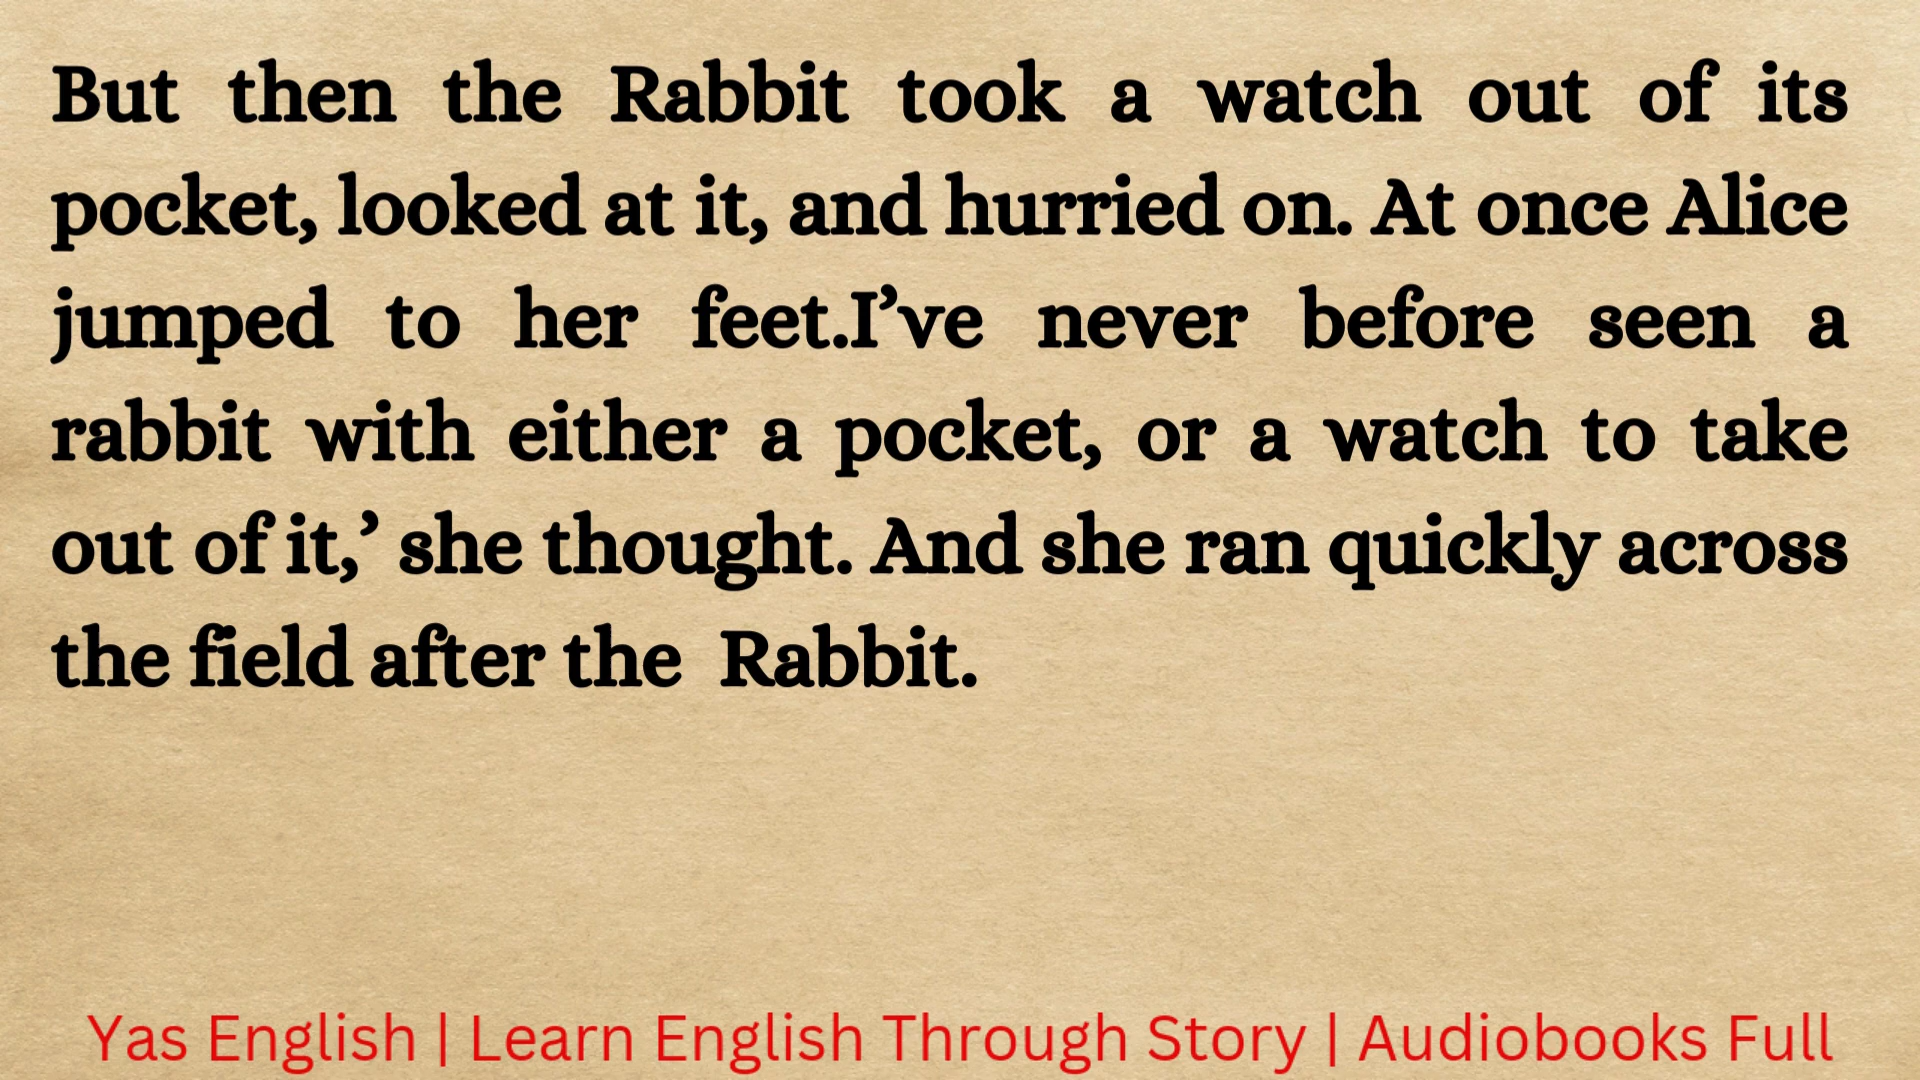 But then the Rabbit took a watch out of its
pocket, looked at it, and hurried on. At once Alice
jumped to her feet.I’ve never before seen a
rabbit with either a pocket, or a watch to take
out of it,’ she thought. And she ran quickly across
the field after the  Rabbit.
Yas English | Learn English Through Story | Audiobooks Full